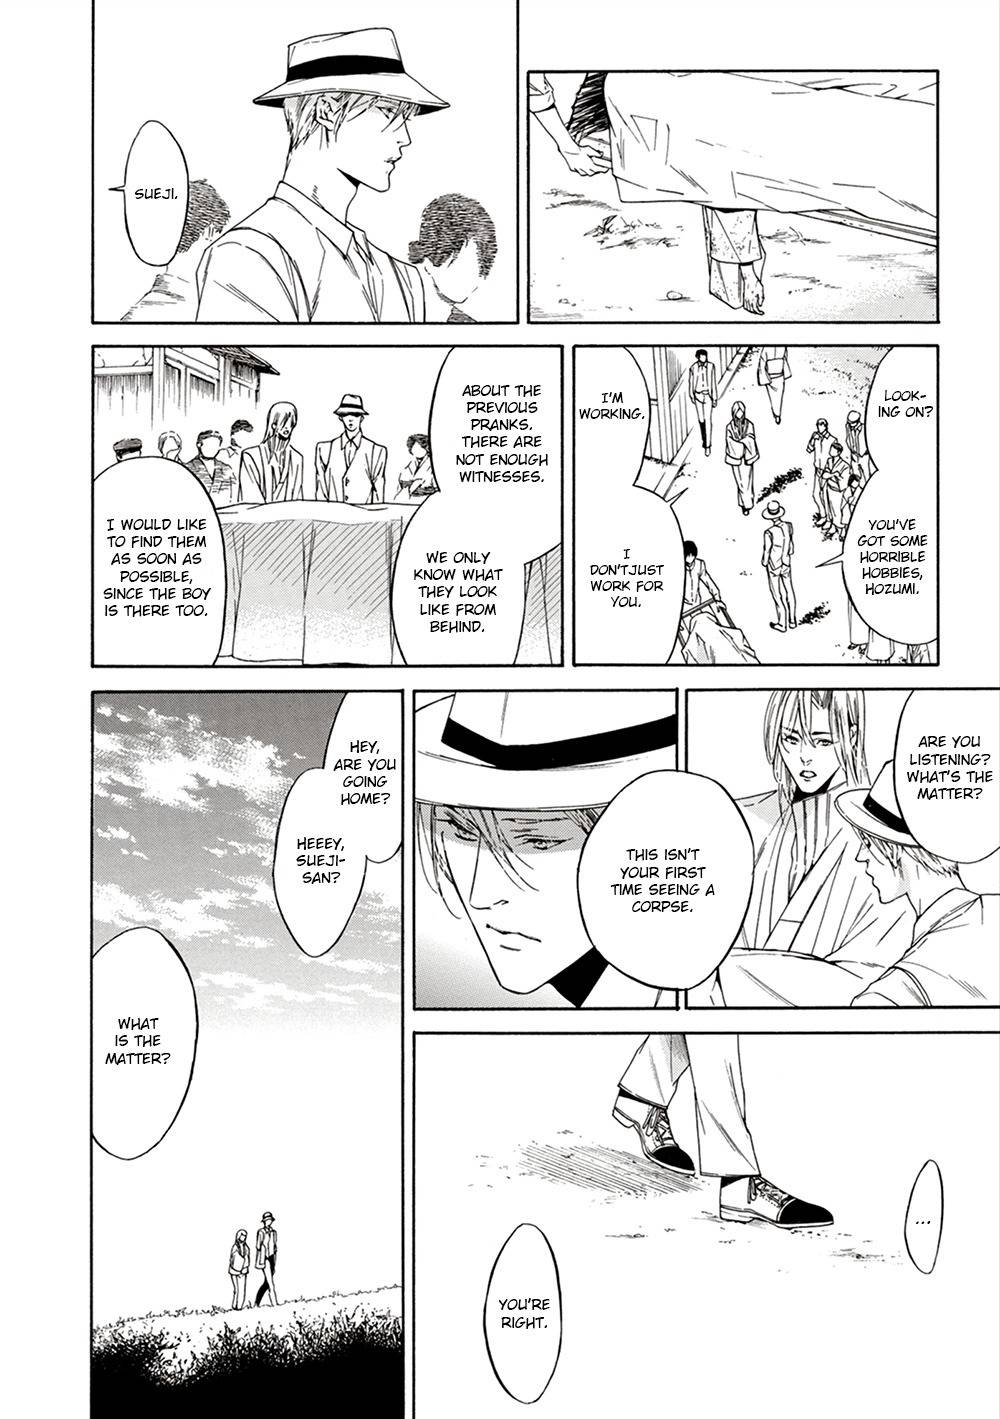 SUEJI.
LOOK-
ING ON?
YOU'VE
GOT SOME
HORRIBLE
HOBBIES,
HOZUMI.
I'M
WORKING.
I
DON'TJUST
WORK FOR
YOU.
ABOUT THE
PREVIOUS
PRANKS.
THERE ARE
NOT ENOUGH
WITNESSES.
WE ONLY
KNOW WHAT
THEY LOOK
LIKE FROM
BEHIND.
I WOULD LIKE
TO FIND THEM
AS SOON AS
POSSIBLE,
SINCE THE BOY
IS THERE TOO.
ARE YOU
LISTENING?
WHAT'S THE
MATTER?
THIS ISN'T
YOUR FIRST
TIME SEEING A
CORPSE.
...
YOU'RE
RIGHT.
HEY,
ARE YOU
GOING
HOME?
HEEEY,
SUEJI-
SAN?
WHAT
IS THE
MATTER?